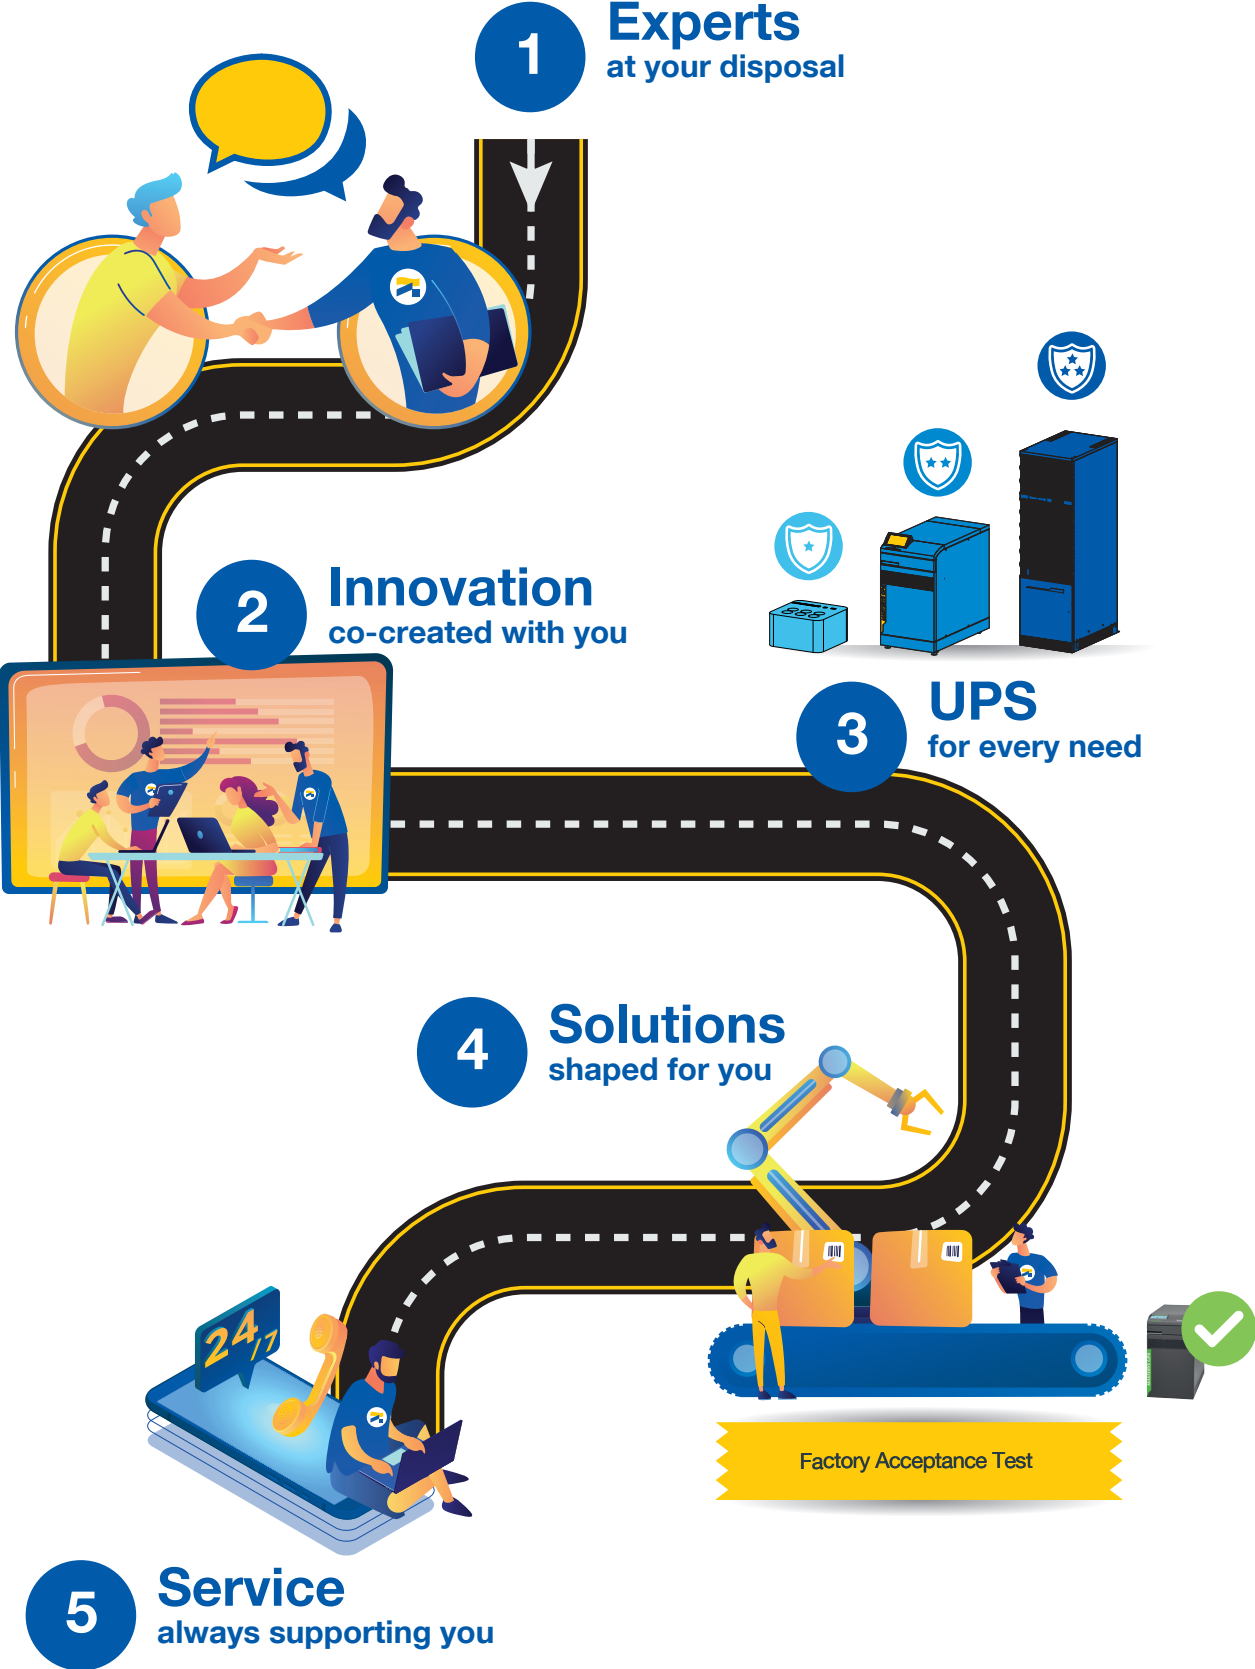 1
Experts
at your disposal
2
Innovation
co-created with you
3
UPS
for every need
4
Solutions
shaped for you
24/7
Factory Acceptance Test
5
Service
always supporting you